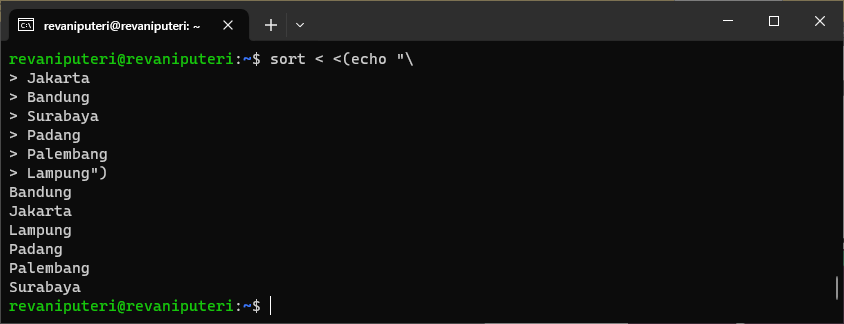 revaniputeri@revaniputeri: ~
revaniputeri@revaniputeri:~$ sort < <(echo "\
> Jakarta
> Bandung
> Surabaya
> Padang
> Palembang
> Lampung")
Bandung
Jakarta
Lampung
Padang
Palembang
Surabaya
revaniputeri@revaniputeri:~$